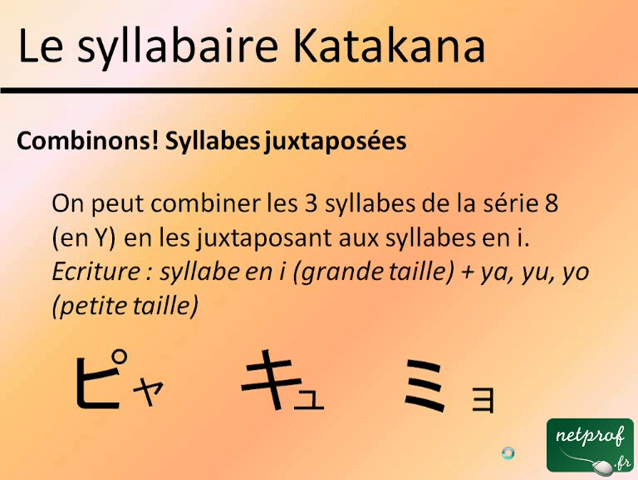 Le syllabaire Katakana
Combinons! Syllabes juxtaposées
On peut combiner les 3 syllabes de la série 8
(en Y) en les juxtaposant aux syllabes en i.
Ecriture : syllabe en i (grande taille) + ya, yu, yo
(petite taille)
ピャ キュ ミョ
netprof
.fr